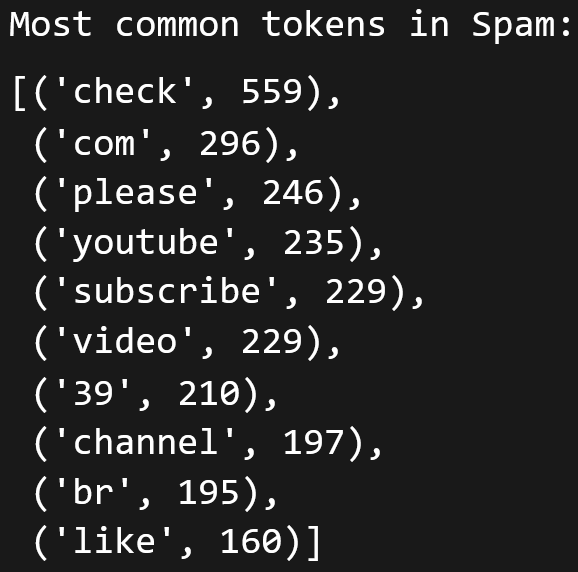 Most common tokens in Spam:
[('check', 559),
('com', 296),
('please', 246),
('youtube', 235),
('subscribe', 229),
('video', 229),
('39', 210),
('channel', 197),
('br', 195),
('like', 160)]